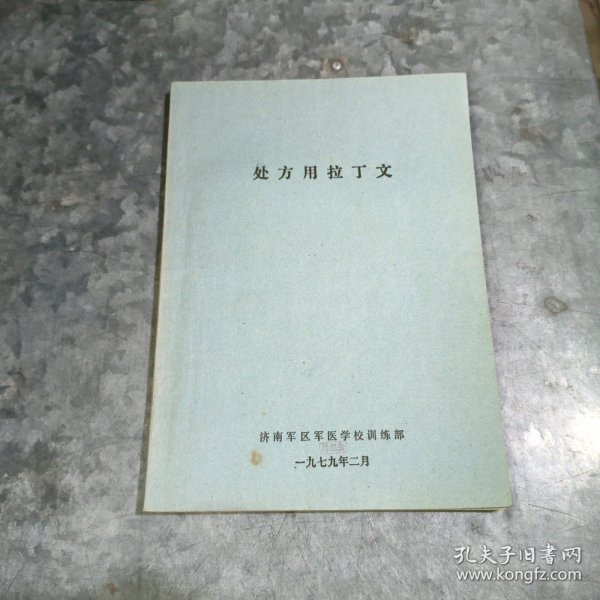 处方用拉丁文
济南军区军医学校训练部
一九七九年二月
孔夫子旧书网
www.kongfz.com